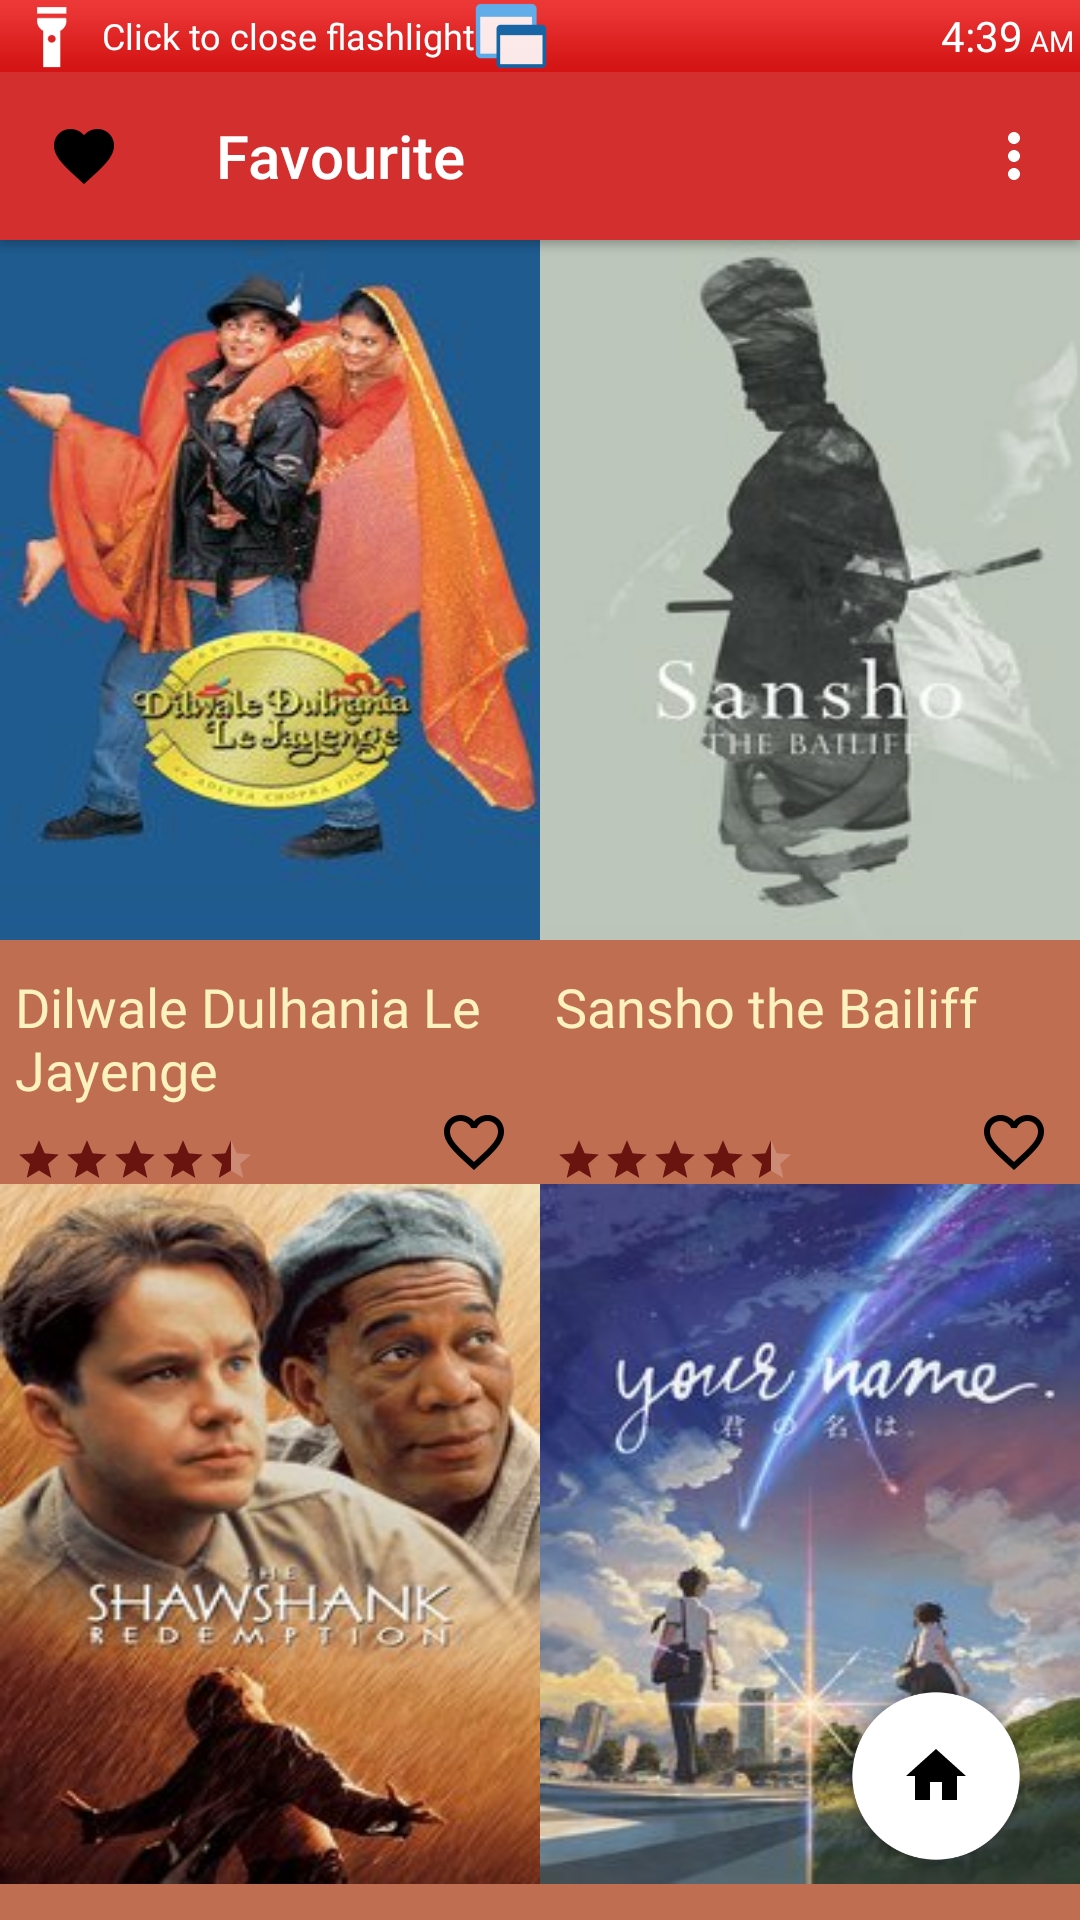 Click to close flashlight
4:39 AM
Favourite
Dilwale Dulhania
Le Jayenge
Sansho
THE BAILIFF
Dilwale Dulhania Le
Jayenge
Sansho the Bailiff
THE
SHAWSHANK
REDEMPTION
your name.
君の名は。